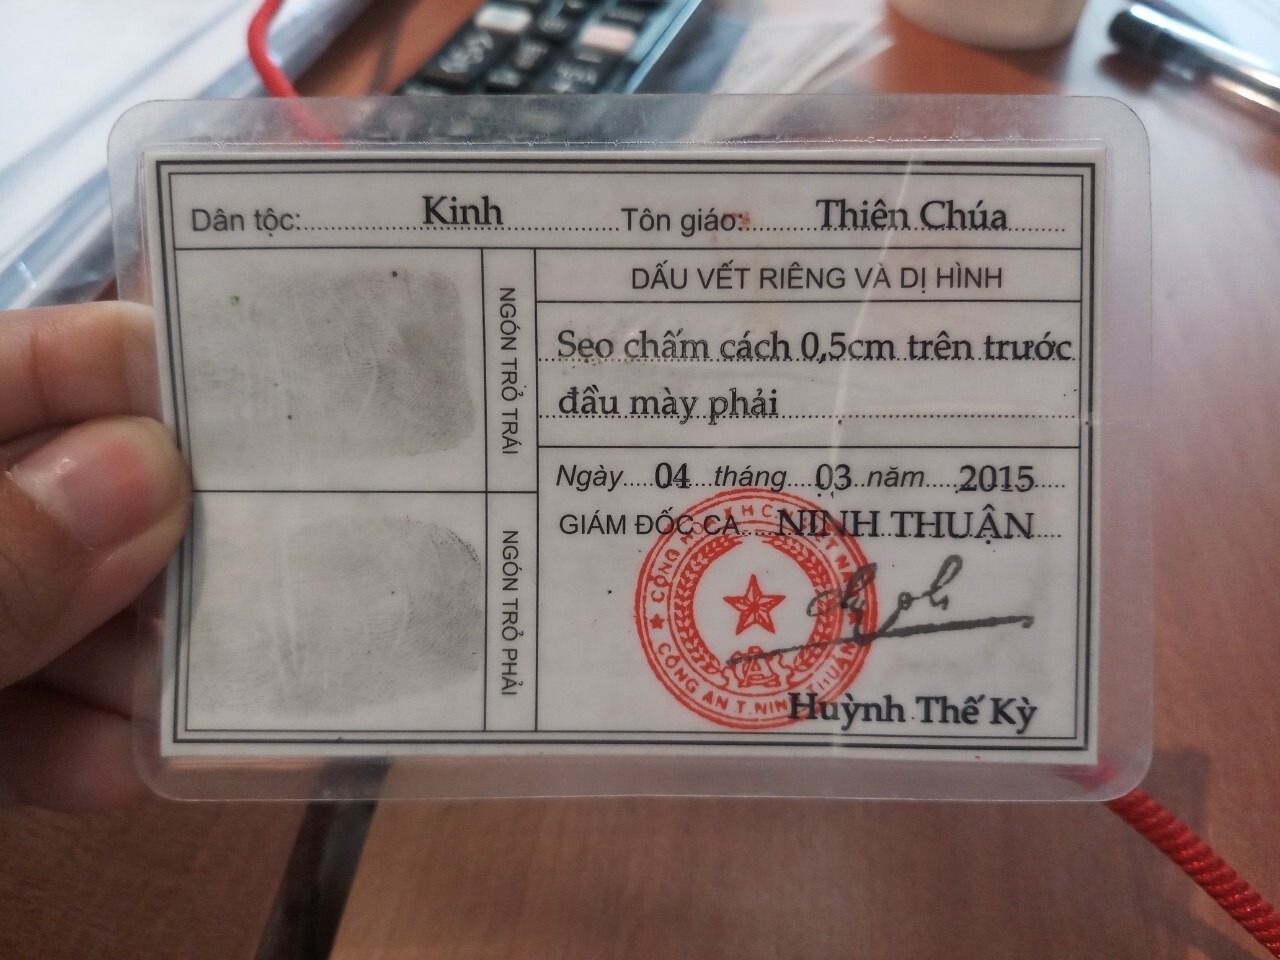 Dân tộc: Kinh Tôn giáo: Thiên Chúa
NGÓN TRỎ TRÁI
DẤU VẾT RIÊNG VÀ DỊ HÌNH
Sẹo chấm cách 0,5cm trên trước
đầu mày phải
Ngày 04 tháng 03 năm 2015
GIÁM ĐỐC CA NINH THUẬN
NGÓN TRỎ PHẢI
CÔNG AN T. NINH THUẬN
Huỳnh Thế Kỳ